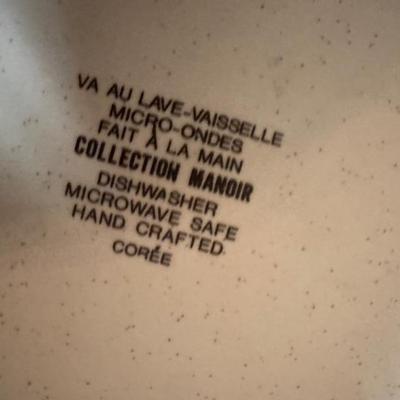 VA AU LAVE-VAISSELLE
MICRO-ONDES
FAIT À LA MAIN
COLLECTION MANOIR
DISHWASHER
MICROWAVE SAFE
HAND CRAFTED
CORÉE